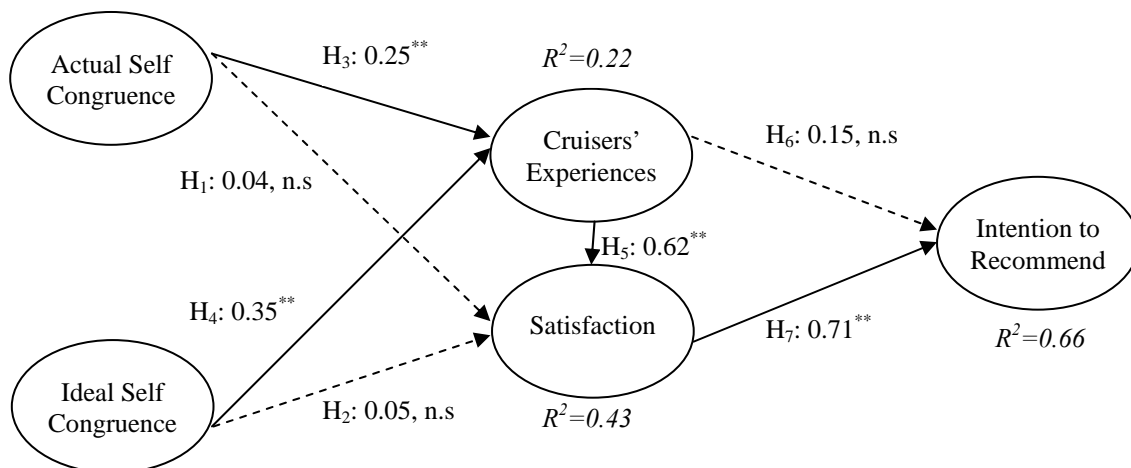 Actual Self
Congruence
H₃: 0.25**
R²=0.22
Cruisers’
Experiences
H₆: 0.15, n.s
H₁: 0.04, n.s
Intention to
Recommend
R²=0.66
H₅: 0.62**
H₄: 0.35**
Satisfaction
H₇: 0.71**
Ideal Self
Congruence
H₂: 0.05, n.s
R²=0.43